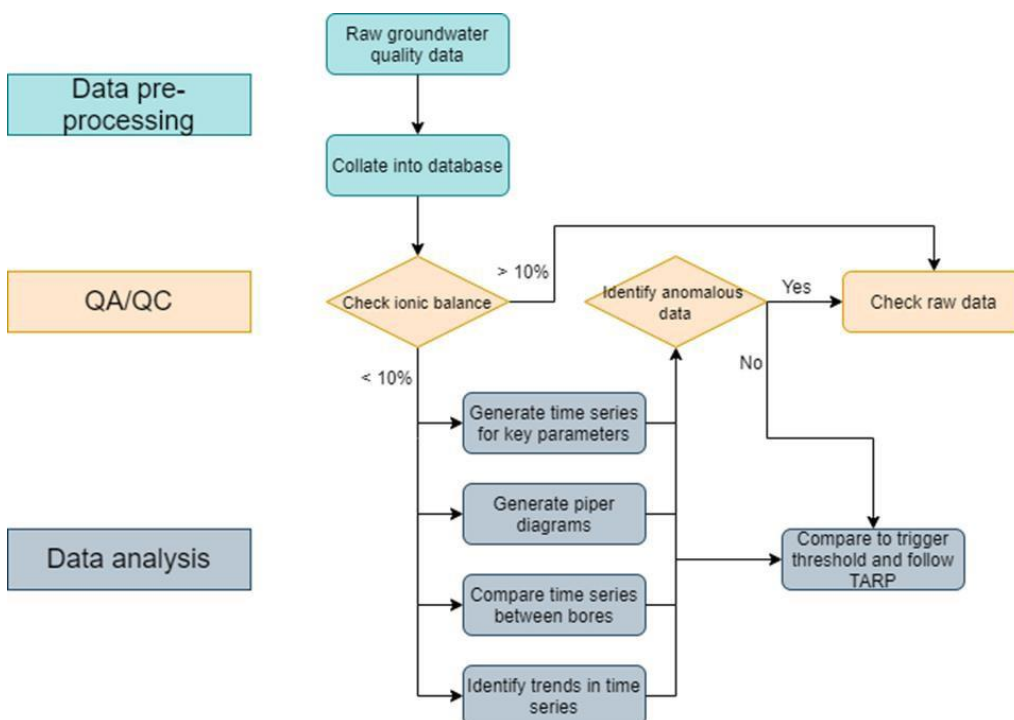 Raw groundwater
quality data
Data pre-
processing
Collate into database
> 10%
QA/QC
Check ionic balance
Identify anomalous
data
Yes
Check raw data
No
< 10%
Generate time series
for key parameters
Generate piper
diagrams
Data analysis
Compare to trigger
threshold and follow
TARP
Compare time series
between bores
Identify trends in time
series